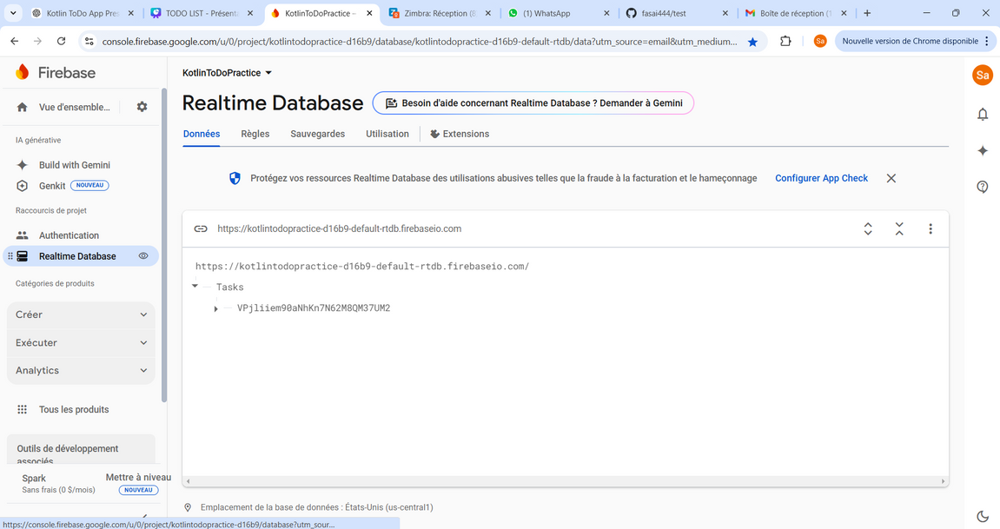 Kotlin ToDo App Pres
TODO LIST - Présenta
KotlinToDoPractice –
Zimbra: Réception (8
(1) WhatsApp
fasai444/test
Boîte de réception (1
console.firebase.google.com/u/0/project/kotlintodopractice-d16b9/database/kotlintodopractice-d16b9-default-rtdb/data?utm_source=email&utm_medium...
Sa
Nouvelle version de Chrome disponible
Firebase
KotlinToDoPractice
Sa
Vue d'ensemble...
Realtime Database
Besoin d'aide concernant Realtime Database ? Demander à Gemini
Données
Règles
Sauvegardes
Utilisation
Extensions
IA générative
Build with Gemini
Genkit
NOUVEAU
Raccourcis de projet
Authentication
Realtime Database
Catégories de produits
Créer
Exécuter
Analytics
Tous les produits
Outils de développement
associés
Spark
Sans frais (0 $/mois)
Mettre à niveau
NOUVEAU
Protégez vos ressources Realtime Database des utilisations abusives telles que la fraude à la facturation et le hameçonnage
Configurer App Check
https://kotlintodopractice-d16b9-default-rtdb.firebaseio.com
https://kotlintodopractice-d16b9-default-rtdb.firebaseio.com/
Tasks
VPjliiem90aNhKn7N62M8QM37UM2
Emplacement de la base de données : États-Unis (us-central1)
https://console.firebase.google.com/u/0/project/kotlintodopractice-d16b9/database?utm_sour...